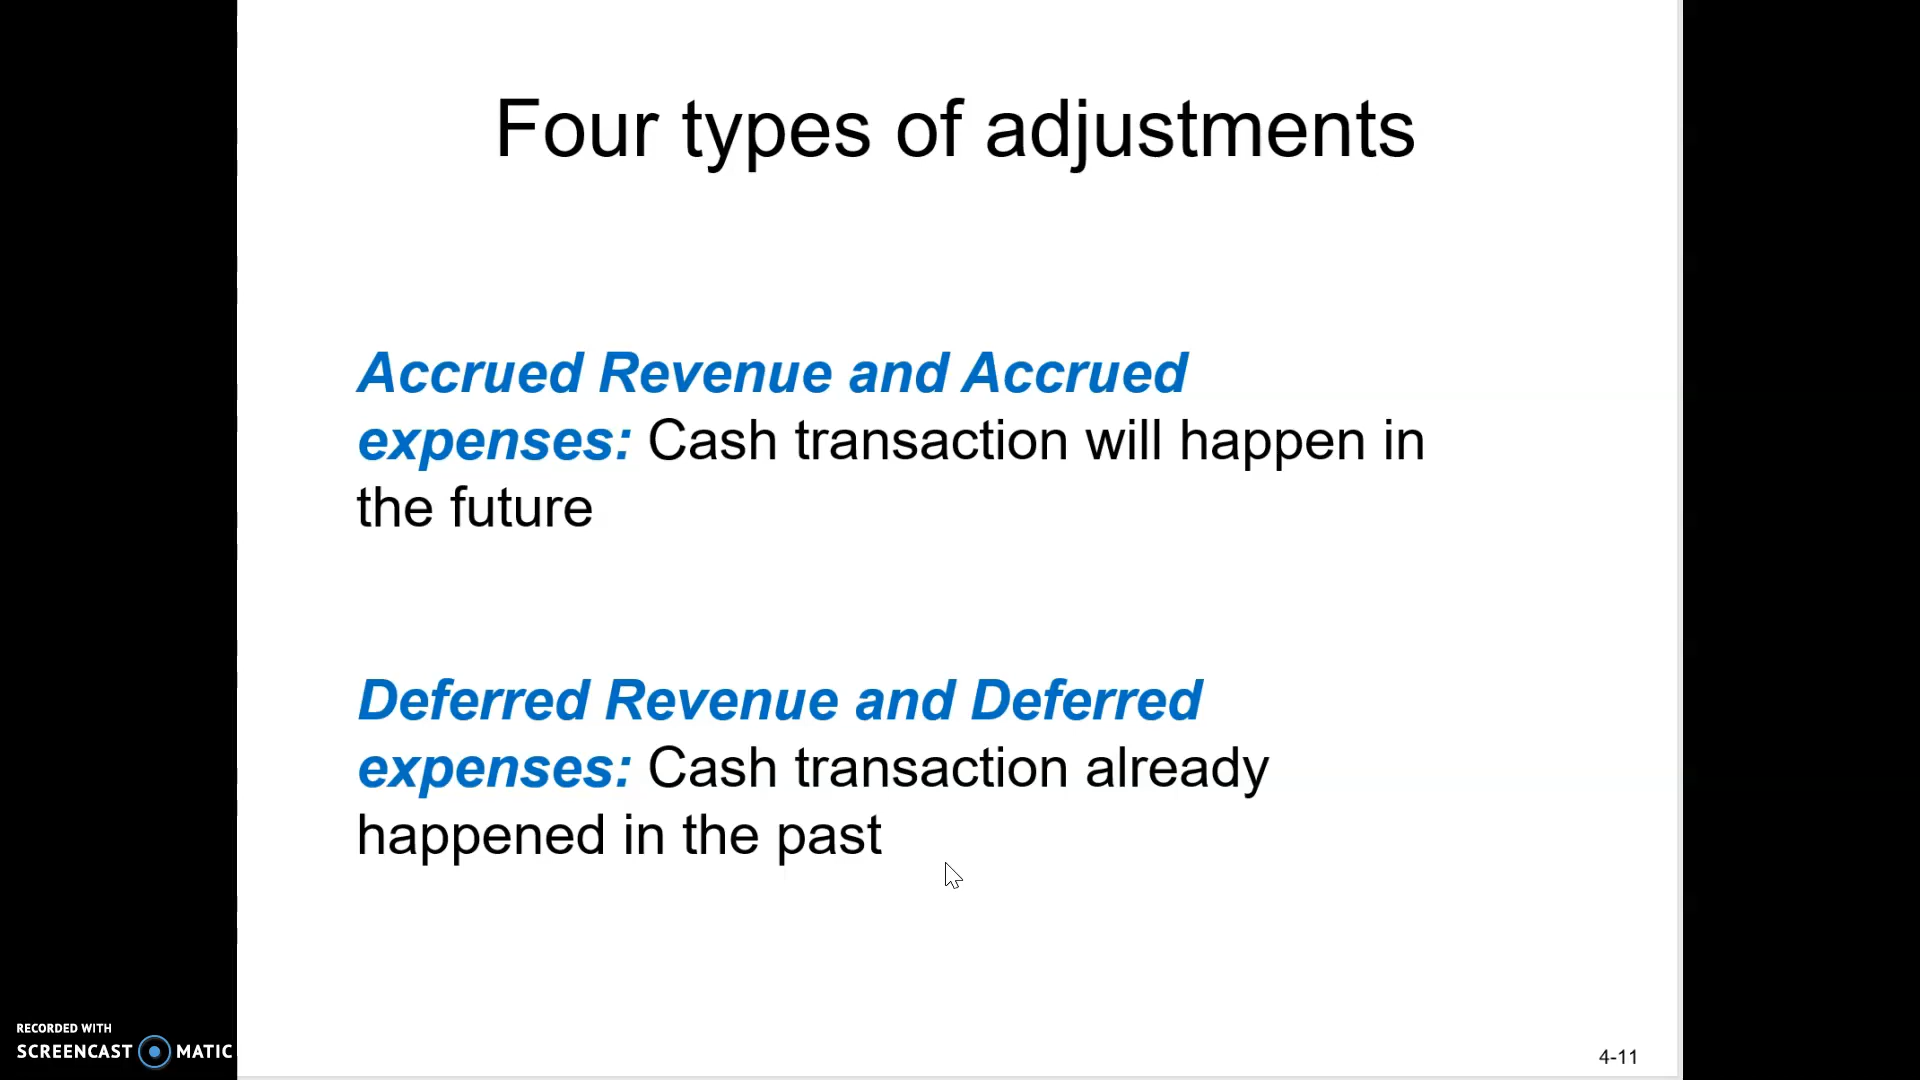 Four types of adjustments
Accrued Revenue and Accrued
expenses: Cash transaction will happen in
the future
Deferred Revenue and Deferred
expenses: Cash transaction already
happened in the past
RECORDED WITH
SCREENCAST MATIC
4-11